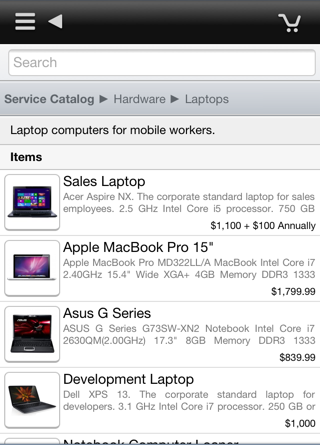 Search
Service Catalog ▶ Hardware ▶ Laptops
Laptop computers for mobile workers.
Items
Sales Laptop
Acer Aspire NX. The corporate standard laptop for sales
employees. 2.5 GHz Intel Core i5 processor. 750 GB
$1,100 + $100 Annually
Apple MacBook Pro 15"
Apple MacBook Pro MD322LL/A MacBook Intel Core i7
2.40GHz 15.4" Wide XGA+ 4GB Memory DDR3 1333
$1,799.99
Asus G Series
ASUS G Series G73SW-XN2 Notebook Intel Core i7
2630QM(2.00GHz) 17.3" 8GB Memory DDR3 1333
$839.99
Development Laptop
Dell XPS 13. The corporate standard laptop for
developers. 3.1 GHz Intel Core i7 processor. 250 GB or
$1,000
Notebook Computer Loaner